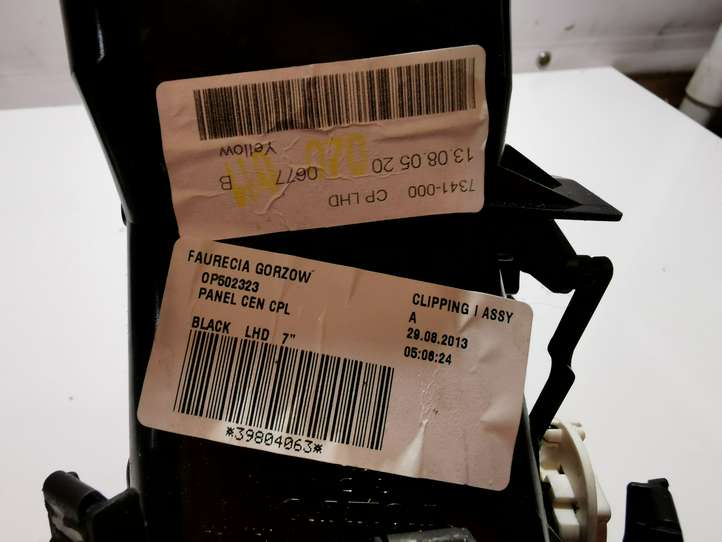 7341-000 CP LHD
13.08.05 20 0677 B
Yellow
FAURECIA GORZOW
OP502323
PANEL CEN CPL
BLACK LHD 7"
*39804063*
CLIPPING / ASSY
A
29.08.2013
05:06:24